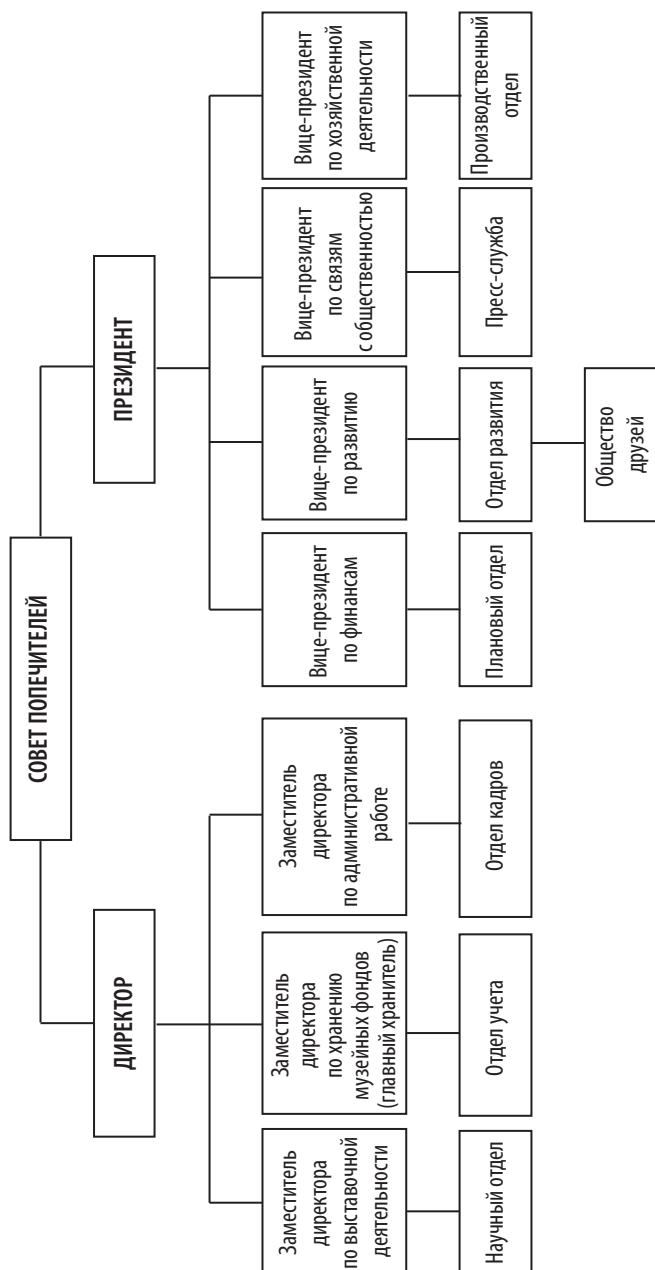 СОВЕТ ПОПЕЧИТЕЛЕЙ
ДИРЕКТОР
ПРЕЗИДЕНТ
Заместитель
директора
по выставочной
деятельности
Заместитель
директора
по хранению
музейных фондов
(главный хранитель)
Заместитель
директора
по административной
работе
Вице-президент
по финансам
Вице-президент
по развитию
Вице-президент
по связям
с общественностью
Вице-президент
по хозяйственной
деятельности
Научный отдел
Отдел учета
Отдел кадров
Плановый отдел
Отдел развития
Пресс-служба
Производственный
отдел
Общество
друзей